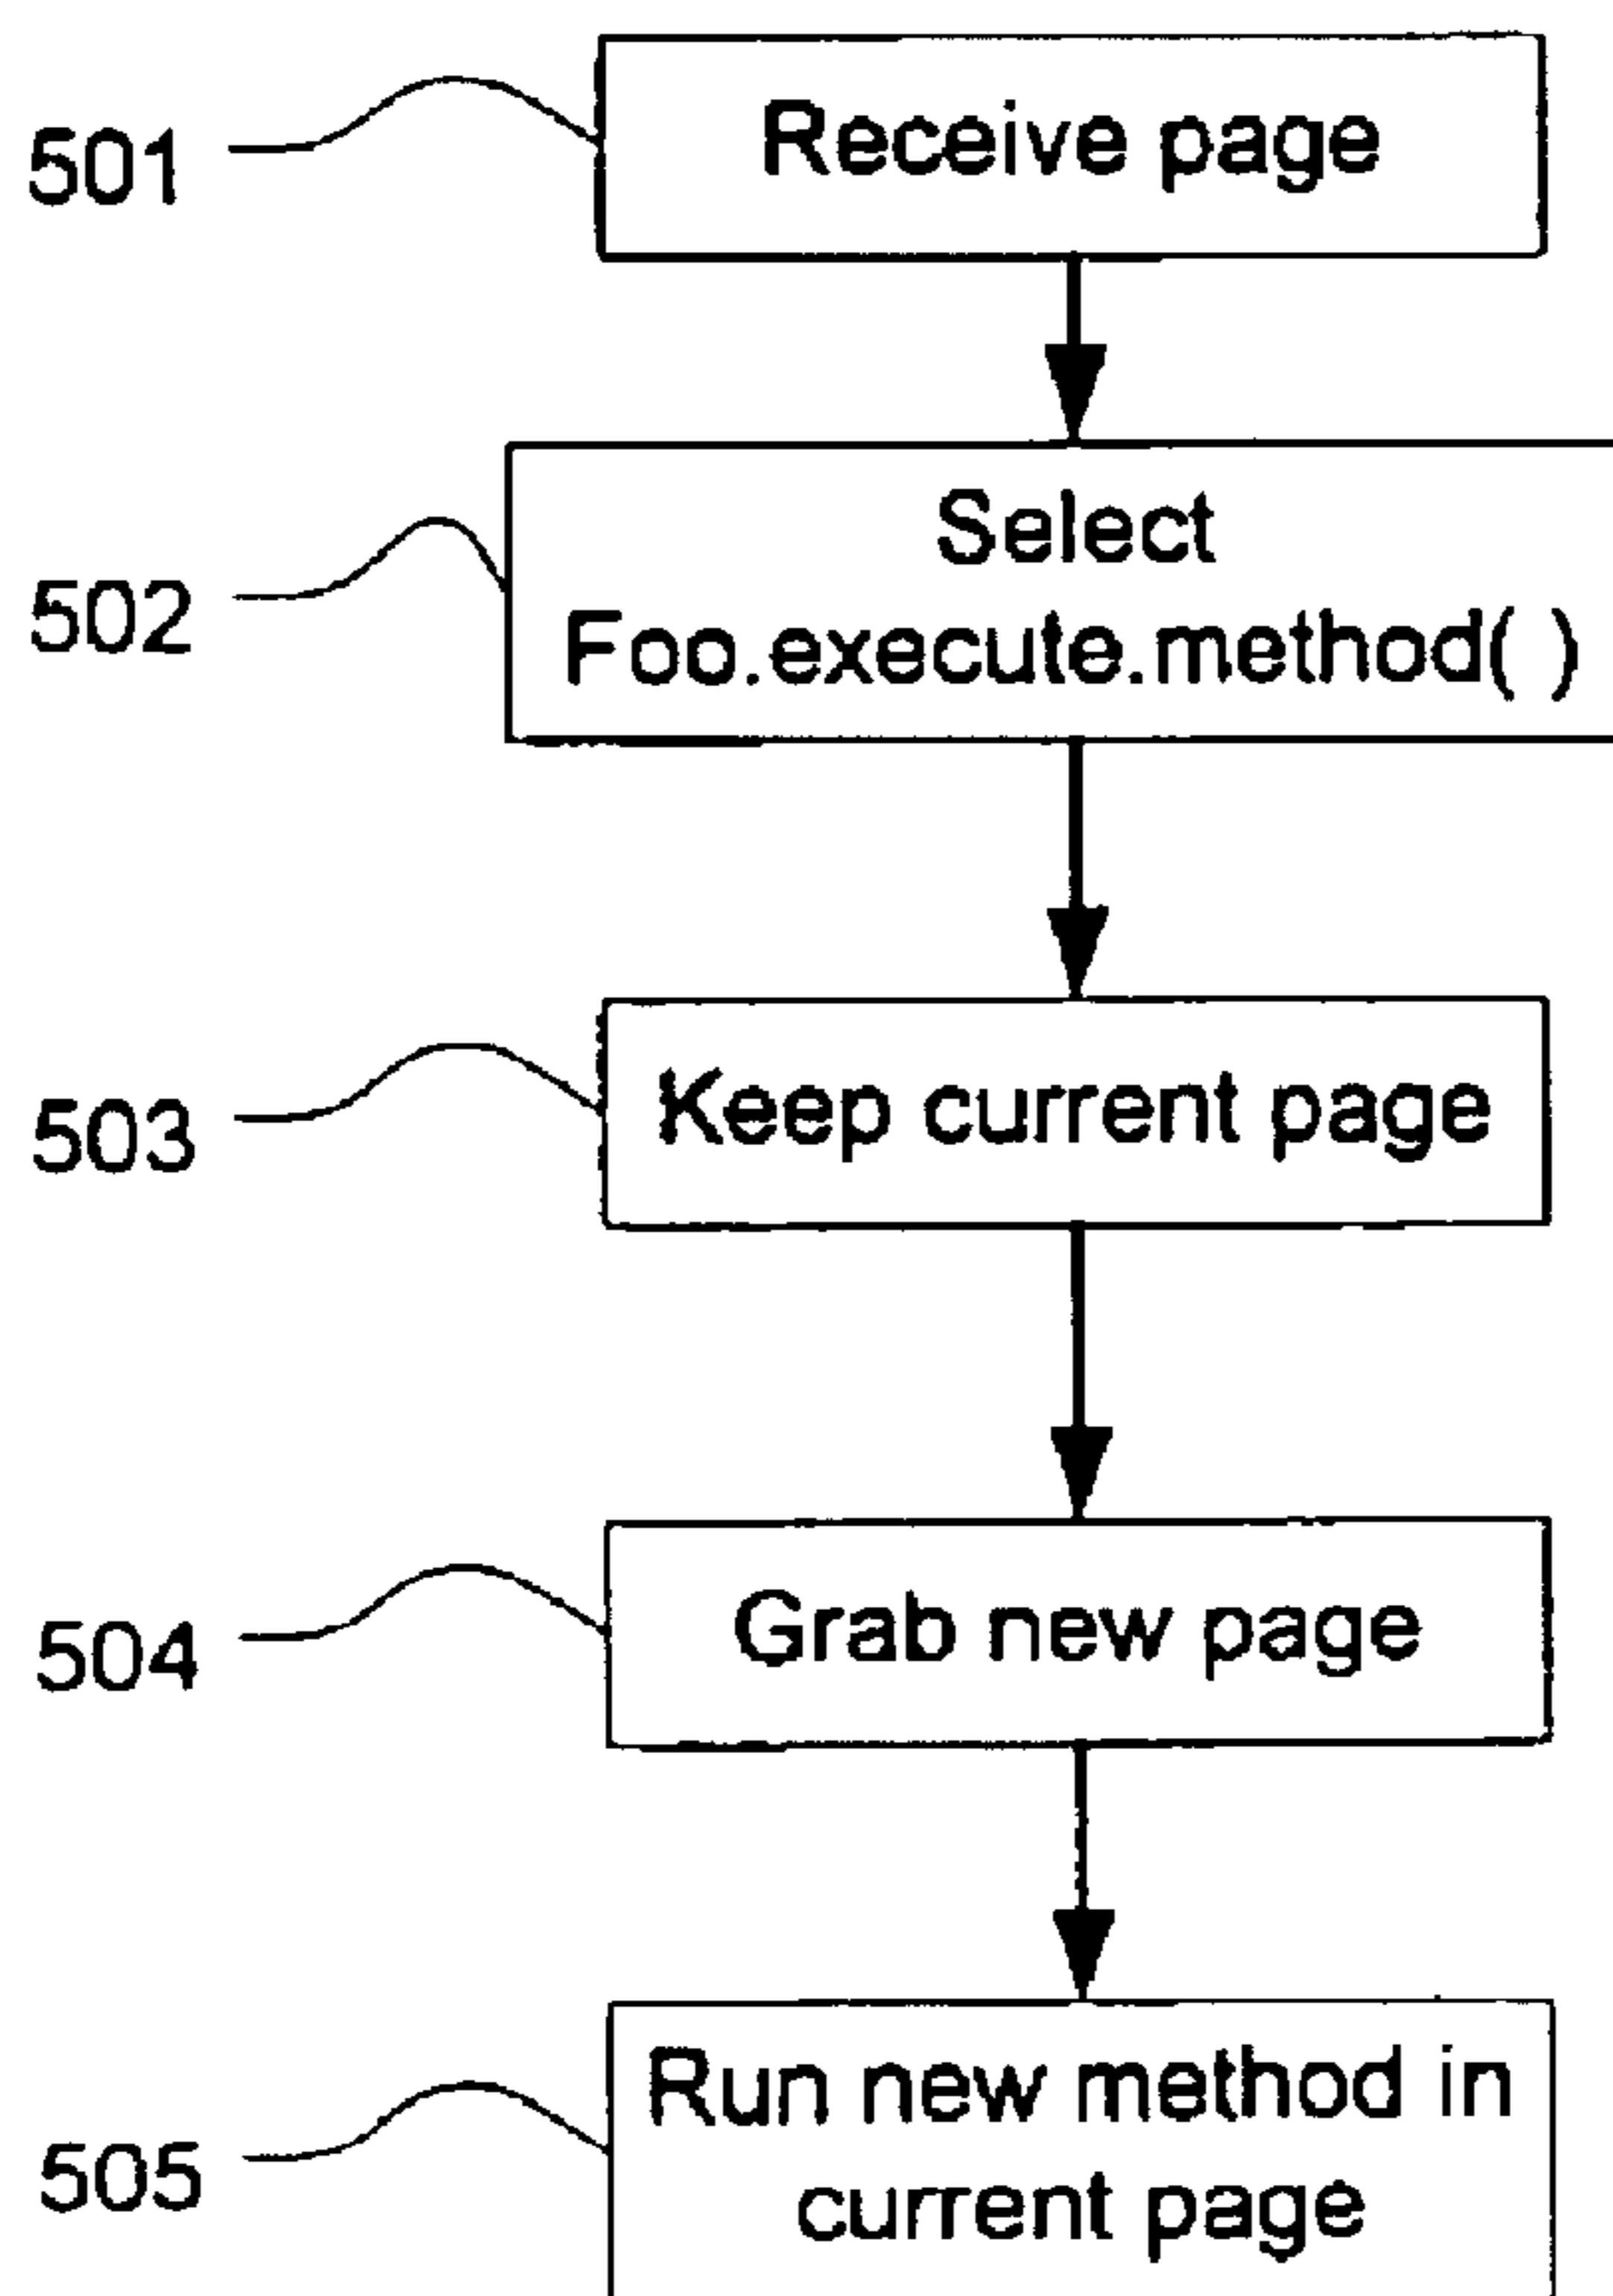 501
Receive page
502
Select
Foo.execute.method( )
503
Keep current page
504
Grab new page
505
Run new method in
current page